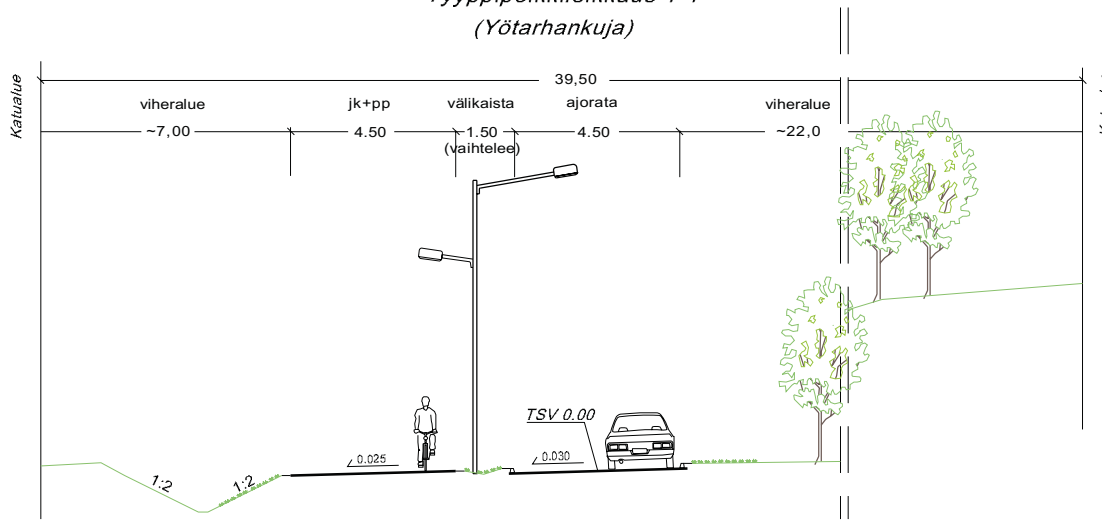 (Yötarhankuja)
39,50
Katualue
viheralue
jk+pp
välikaista
ajorata
viheralue
~7,00
4.50
1.50
4.50
~22,0
(vaihtelee)
TSV 0.00
0.025
0.030
1:2
1:2